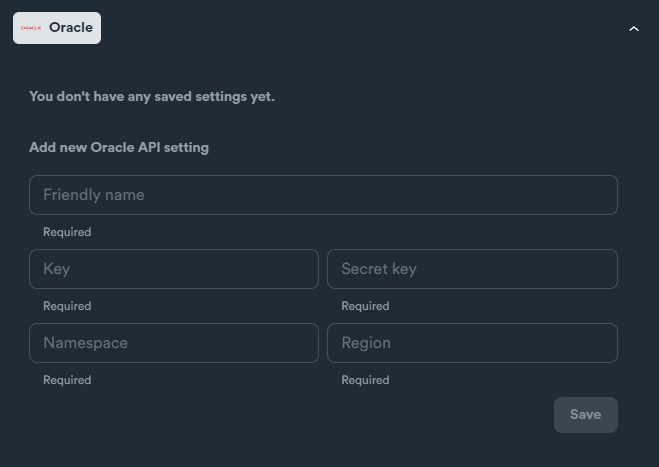 ORACLE Oracle
You don't have any saved settings yet.
Add new Oracle API setting
Friendly name
Required
Key
Secret key
Required
Required
Namespace
Region
Required
Required
Save